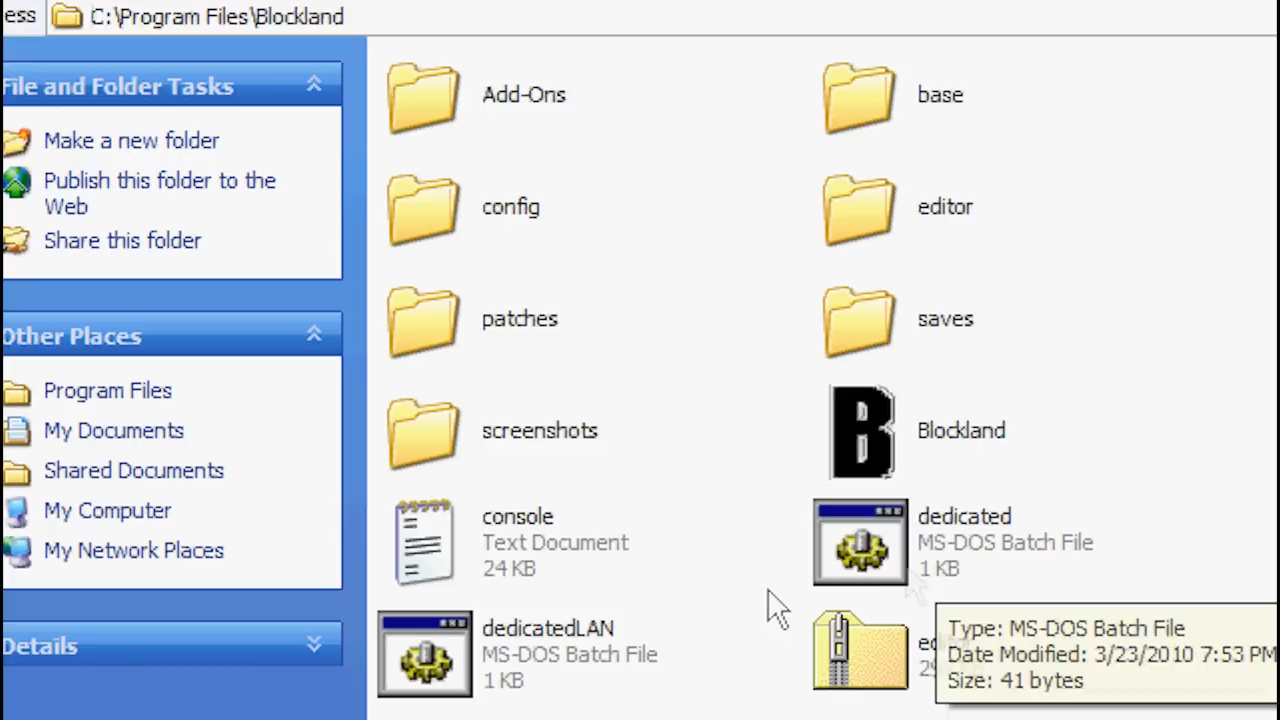 ess
C:\Program Files\Blockland
File and Folder Tasks
Make a new folder
Publish this folder to the
Web
Share this folder
Other Places
Program Files
My Documents
Shared Documents
My Computer
My Network Places
Details
Add-Ons
base
config
editor
patches
saves
screenshots
B
Blockland
console
Text Document
24 KB
dedicated
MS-DOS Batch File
1 KB
dedicatedLAN
MS-DOS Batch File
1 KB
Type: MS-DOS Batch File
Date Modified: 3/23/2010 7:53 PM
Size: 41 bytes